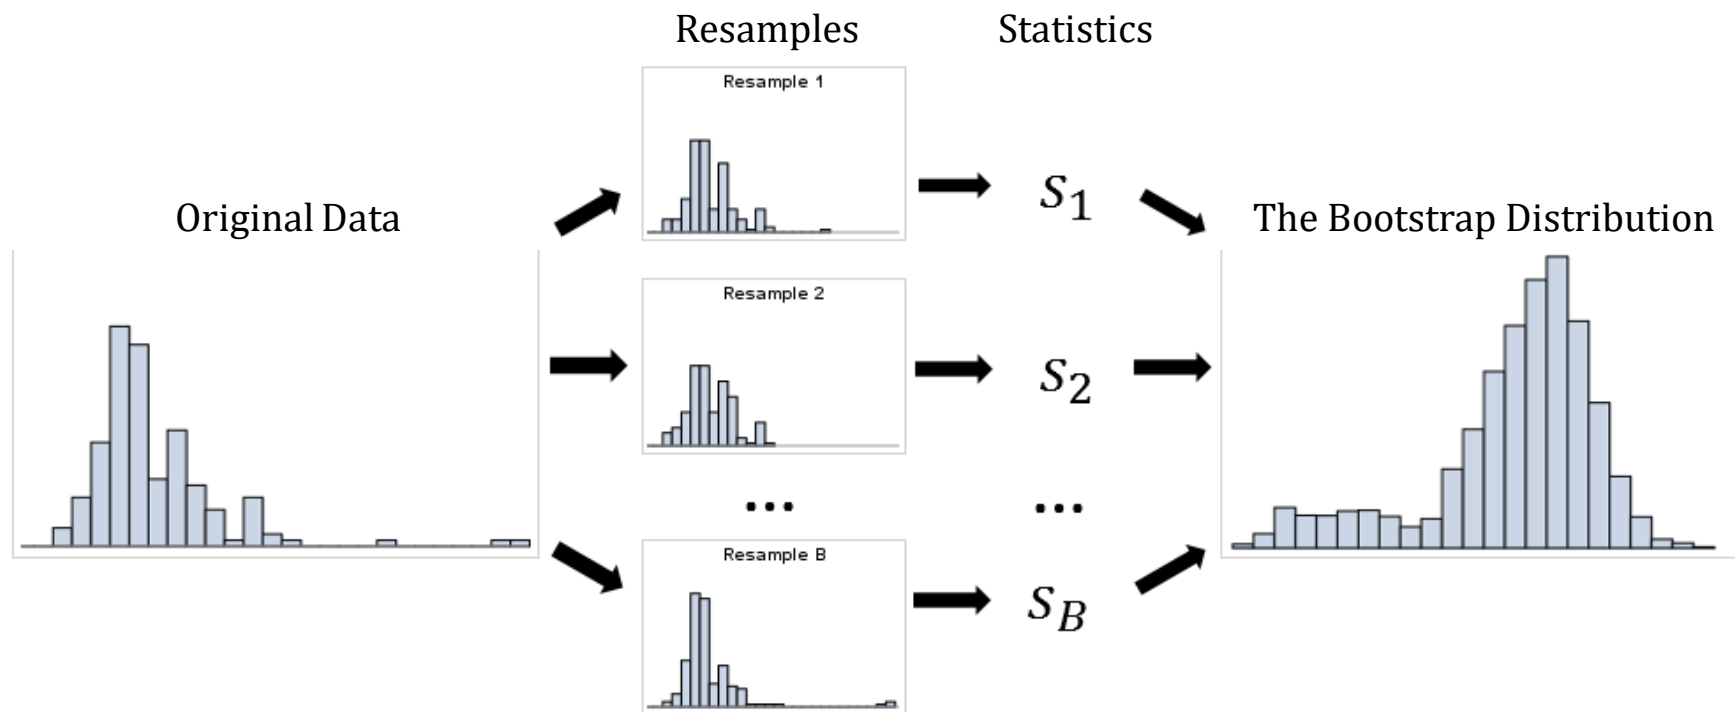 Resamples
Statistics
Original Data
The Bootstrap Distribution
Resample 1
S1
Resample 2
S2
...
...
Resample B
SB